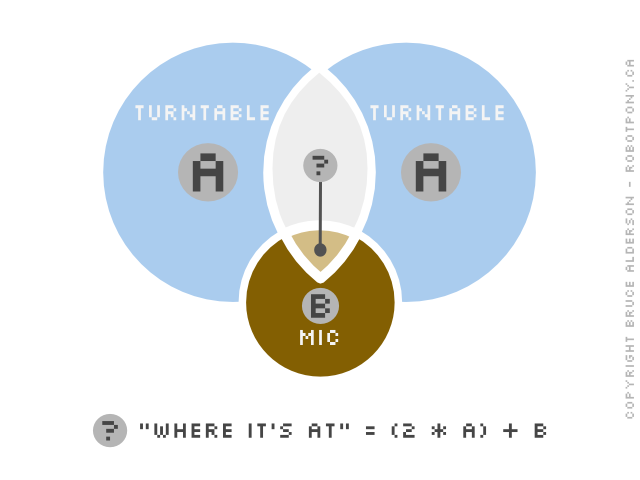 TURNTABLE TURNTABLE
A ? A
B
MIC
? "WHERE IT'S AT" = (2 * A) + B
COPYRIGHT BRUCE ALDERSON - ROBOTPONY.CA